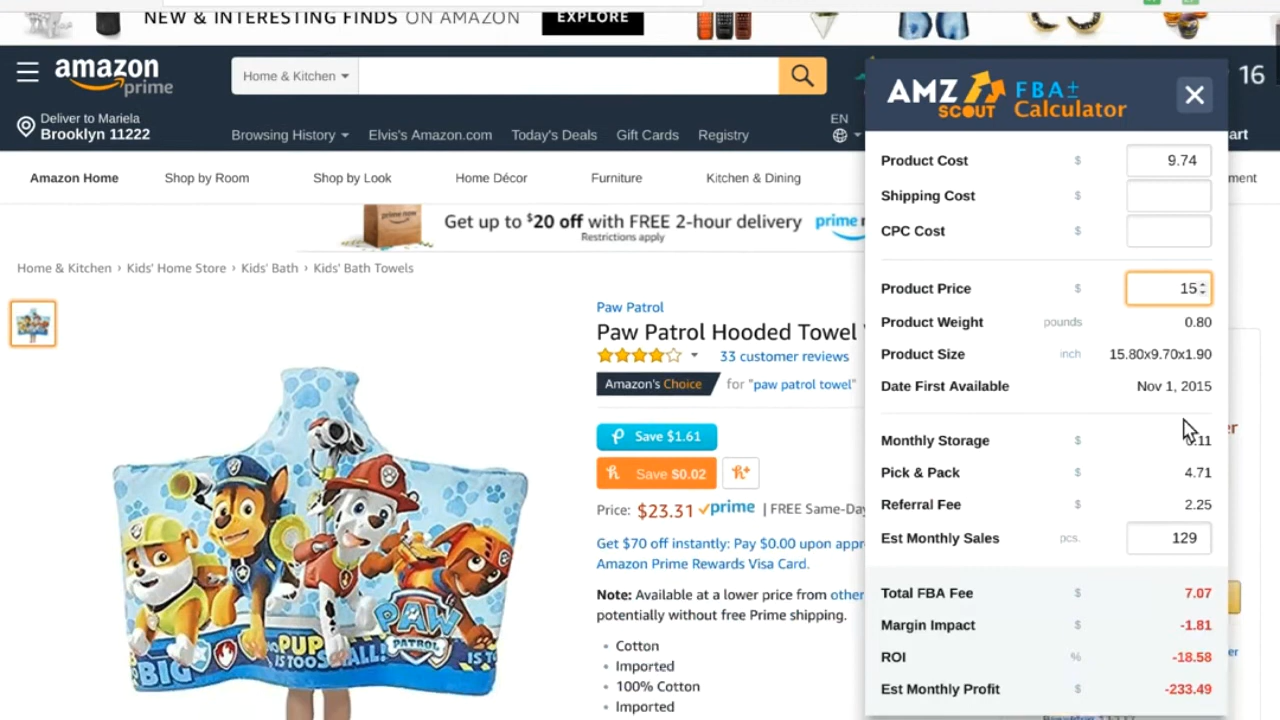 NEW & INTERESTING FINDS ON AMAZON EXPLORE
amazon prime
Home & Kitchen
16
Deliver to Mariela
Brooklyn 11222
Browsing History Elvis's Amazon.com Today's Deals Gift Cards Registry
EN
art
Amazon Home Shop by Room Shop by Look Home Décor Furniture Kitchen & Dining
ment
prime now
Get up to $20 off with FREE 2-hour delivery prime
Restrictions apply
Home & Kitchen › Kids' Home Store › Kids' Bath › Kids' Bath Towels
Paw Patrol
Paw Patrol Hooded Towel
33 customer reviews
Amazon's Choice for "paw patrol towel"
Save $1.61
Save $0.02
Price: $23.31 prime | FREE Same-Day
Get $70 off instantly: Pay $0.00 upon appr
Amazon Prime Rewards Visa Card.
Note: Available at a lower price from other
potentially without free Prime shipping.
• Cotton
• Imported
• 100% Cotton
• Imported
NO PUP
IS TOO SMALL!
BIG
PAW
PATROL
IS T
AMZ SCOUT FBA±
Calculator
Product Cost $ 9.74
Shipping Cost $
CPC Cost $
Product Price $ 15
Product Weight pounds 0.80
Product Size inch 15.80x9.70x1.90
Date First Available Nov 1, 2015
Monthly Storage $ 0.11
Pick & Pack $ 4.71
Referral Fee $ 2.25
Est Monthly Sales pcs. 129
Total FBA Fee $ 7.07
Margin Impact $ -1.81
ROI % -18.58
Est Monthly Profit $ -233.49
er
er